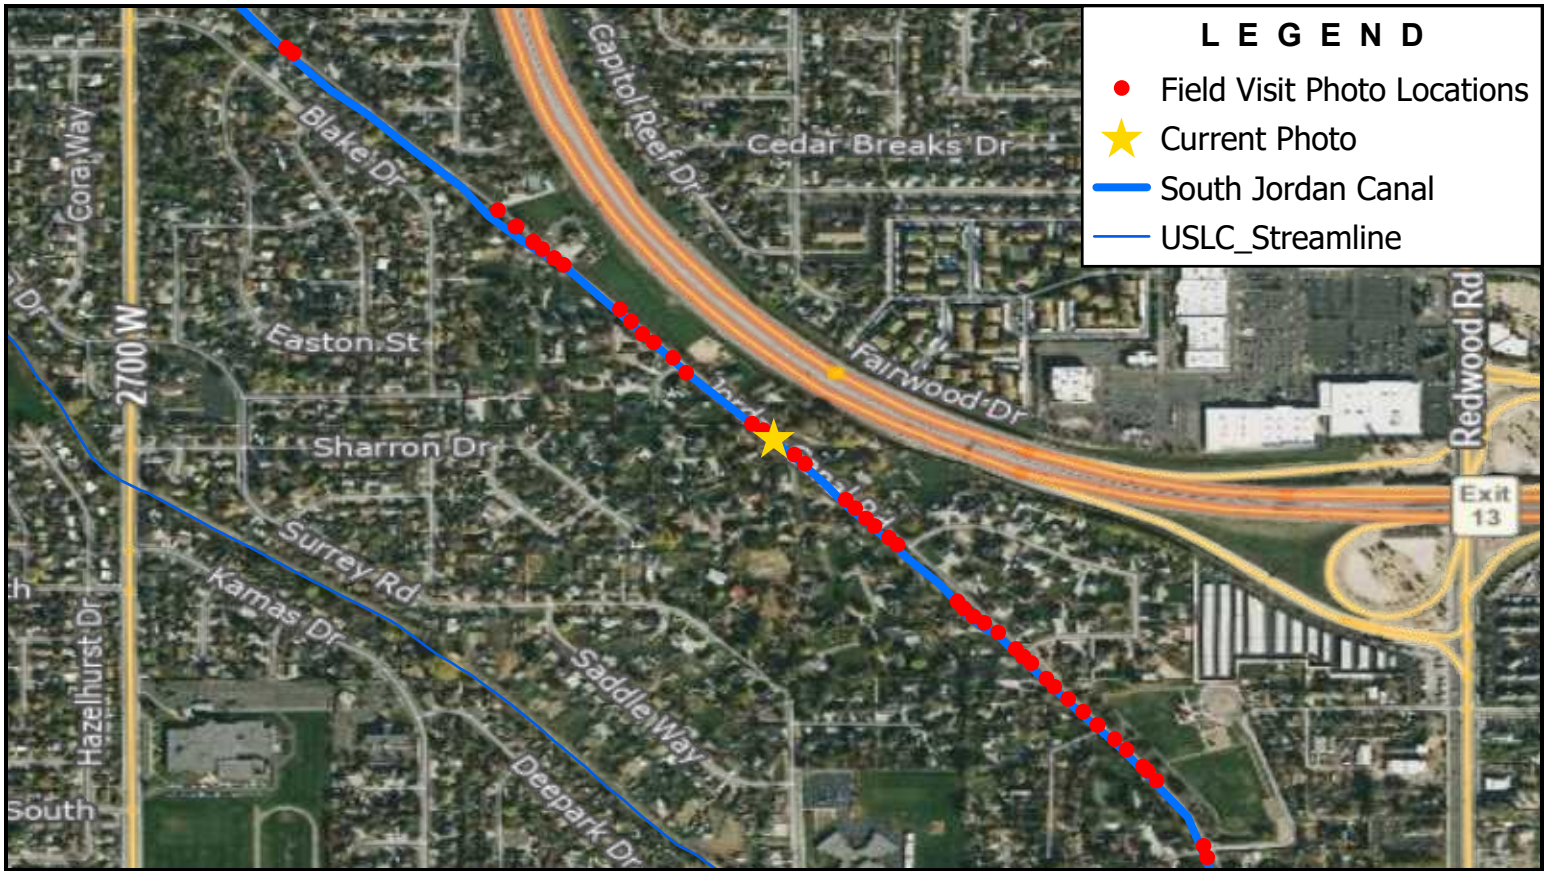 L E G E N D
Field Visit Photo Locations
Current Photo
South Jordan Canal
USLC_Streamline
Capitol Reef Dr
Cedar Breaks Dr
Cora Way
Blake Dr
Dr
2700 W
Easton St
Fairwood Dr
Redwood Rd
Sharron Dr
Exit
13
Surrey Rd
Kamas Dr
Hazelhurst Dr
Saddle Way
South
Deepark Dr